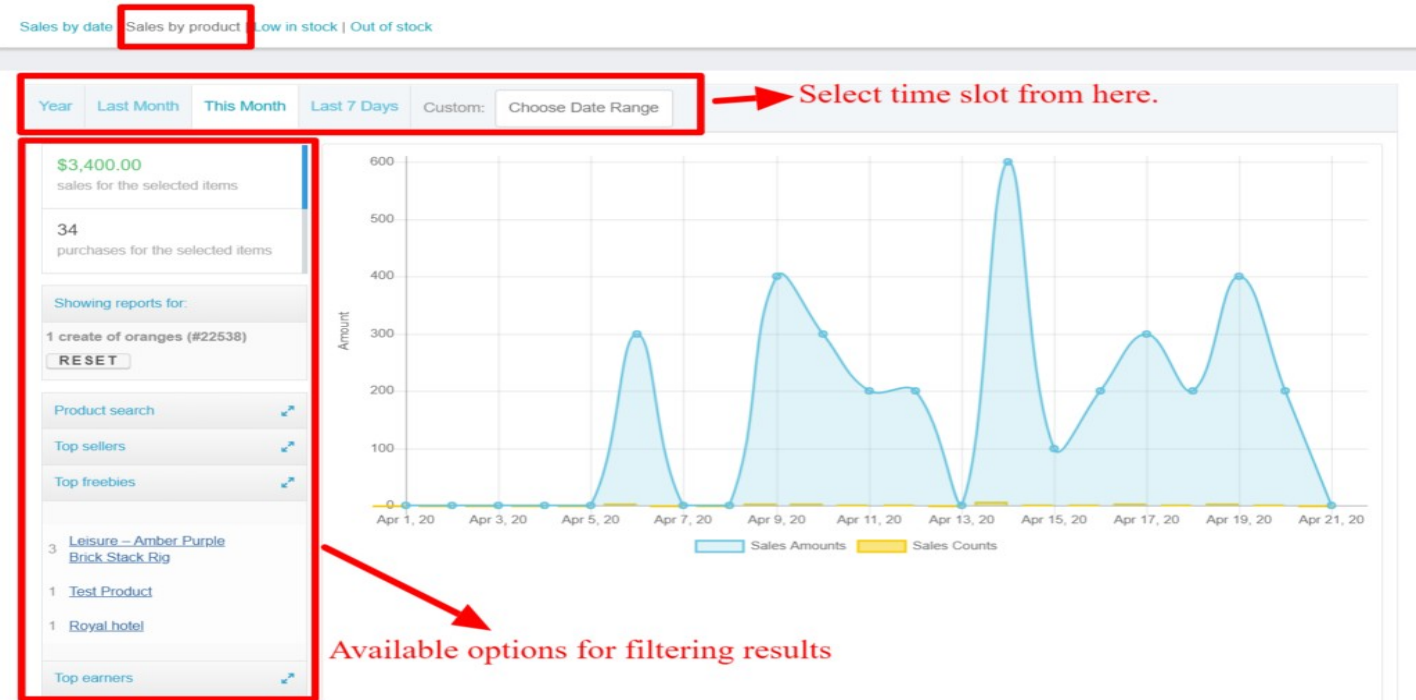 Sales by date | Sales by product | Low in stock | Out of stock
Year Last Month This Month Last 7 Days Custom: Choose Date Range
Select time slot from here.
$3,400.00
sales for the selected items
34
purchases for the selected items
Showing reports for:
1 create of oranges (#22538)
RESET
Product search
Top sellers
Top freebies
3 Leisure – Amber Purple
Brick Stack Rig
1 Test Product
1 Royal hotel
Top earners
Amount
600
500
400
300
200
100
0
Apr 1, 20 Apr 3, 20 Apr 5, 20 Apr 7, 20 Apr 9, 20 Apr 11, 20 Apr 13, 20 Apr 15, 20 Apr 17, 20 Apr 19, 20 Apr 21, 20
Sales Amounts Sales Counts
Available options for filtering results